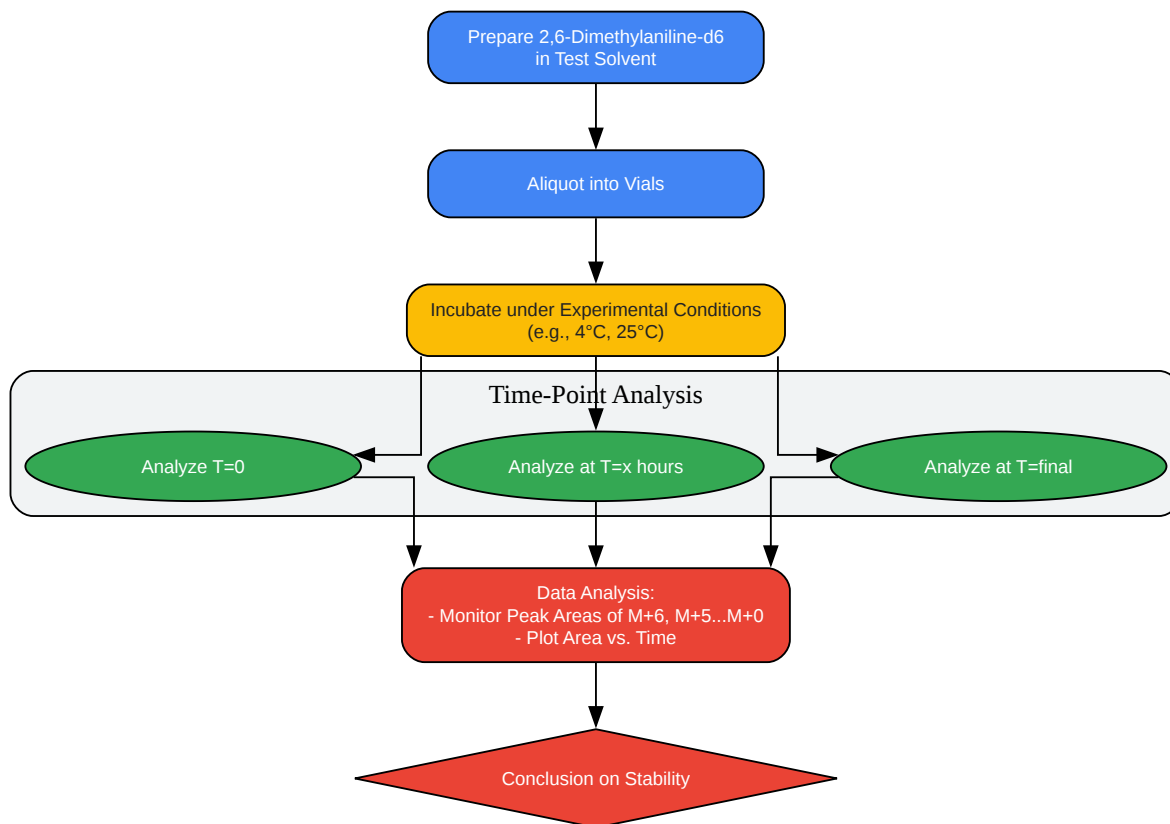 Prepare 2,6-Dimethylaniline-d6
in Test Solvent
Aliquot into Vials
Incubate under Experimental Conditions
(e.g., 4°C, 25°C)
Time-Point Analysis
Analyze T=0
Analyze at T=x hours
Analyze at T=final
Data Analysis:
- Monitor Peak Areas of M+6, M+5...M+0
- Plot Area vs. Time
Conclusion on Stability